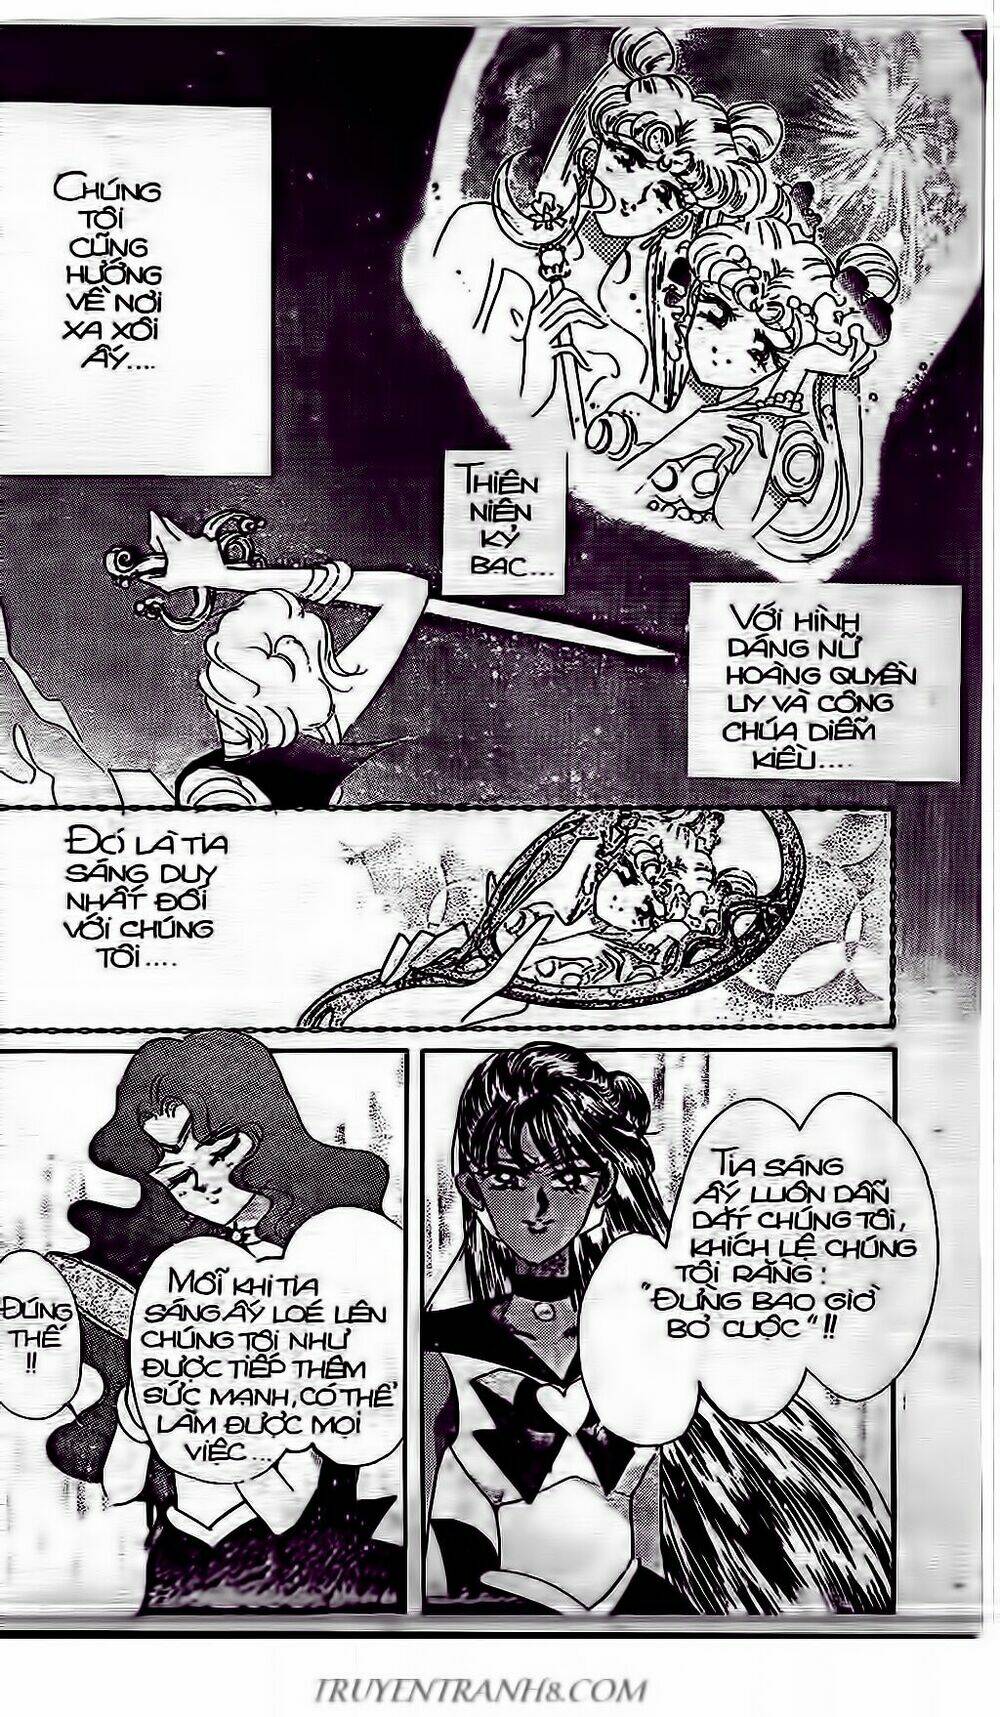 CHÚNG
TÔI
CŨNG
HƯỚNG
VỀ NƠI
XA XÔI
ẤY....
THIÊN
NIÊN
KỶ
BẠC...
VỚI HÌNH
DÁNG NỮ
HOÀNG QUYỀN
UY VÀ CÔNG
CHÚA DIỄM
KIỀU....
ĐÓ LÀ TIA
SÁNG DUY
NHẤT ĐỐI
VỚI CHÚNG
TÔI....
TIA SÁNG
ẤY LUÔN DẪN
DẮT CHÚNG TÔI,
KHÍCH LỆ CHÚNG
TÔI RẰNG:
"ĐỪNG BAO GIỜ
BỎ CUỘC"!!
MỖI KHI TIA
SÁNG ẤY LOÉ LÊN
CHÚNG TÔI NHƯ
ĐƯỢC TIẾP THÊM
SỨC MẠNH, CÓ THỂ
LÀM ĐƯỢC MỌI
VIỆC...
ĐÚNG
THẾ
!!
TRUYENTRANH8.COM